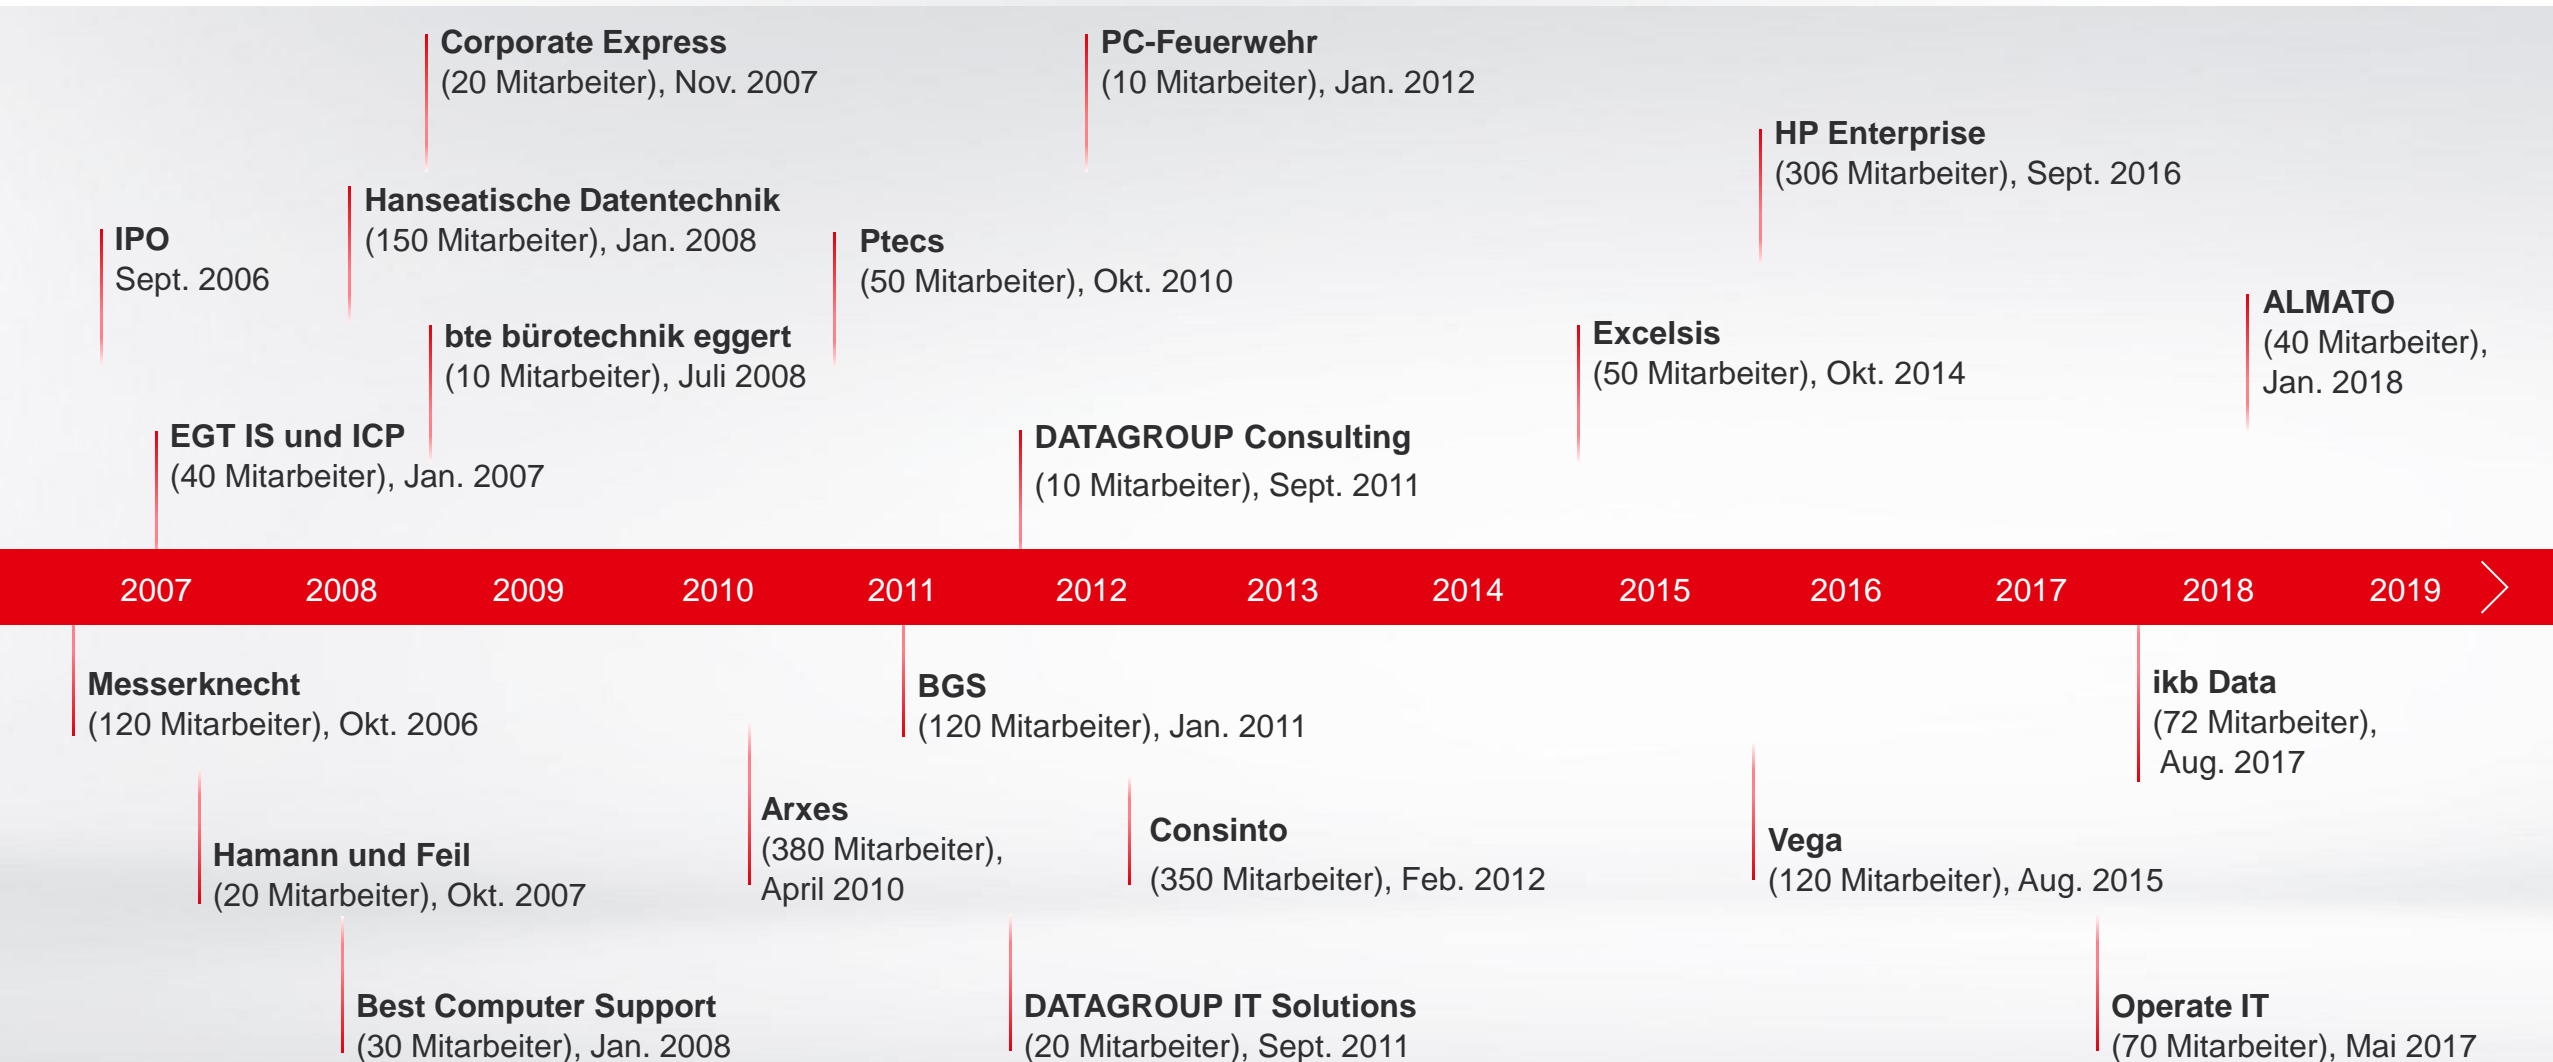 Corporate Express
(20 Mitarbeiter), Nov. 2007
PC-Feuerwehr
(10 Mitarbeiter), Jan. 2012
HP Enterprise
(306 Mitarbeiter), Sept. 2016
Hanseatische Datentechnik
(150 Mitarbeiter), Jan. 2008
IPO
Sept. 2006
Ptecs
(50 Mitarbeiter), Okt. 2010
ALMATO
(40 Mitarbeiter),
Jan. 2018
bte bürotechnik eggert
(10 Mitarbeiter), Juli 2008
Excelsis
(50 Mitarbeiter), Okt. 2014
EGT IS und ICP
(40 Mitarbeiter), Jan. 2007
DATAGROUP Consulting
(10 Mitarbeiter), Sept. 2011
2007 2008 2009 2010 2011 2012 2013 2014 2015 2016 2017 2018 2019
Messerknecht
(120 Mitarbeiter), Okt. 2006
BGS
(120 Mitarbeiter), Jan. 2011
ikb Data
(72 Mitarbeiter),
Aug. 2017
Arxes
(380 Mitarbeiter),
April 2010
Consinto
(350 Mitarbeiter), Feb. 2012
Vega
(120 Mitarbeiter), Aug. 2015
Hamann und Feil
(20 Mitarbeiter), Okt. 2007
Best Computer Support
(30 Mitarbeiter), Jan. 2008
DATAGROUP IT Solutions
(20 Mitarbeiter), Sept. 2011
Operate IT
(70 Mitarbeiter), Mai 2017